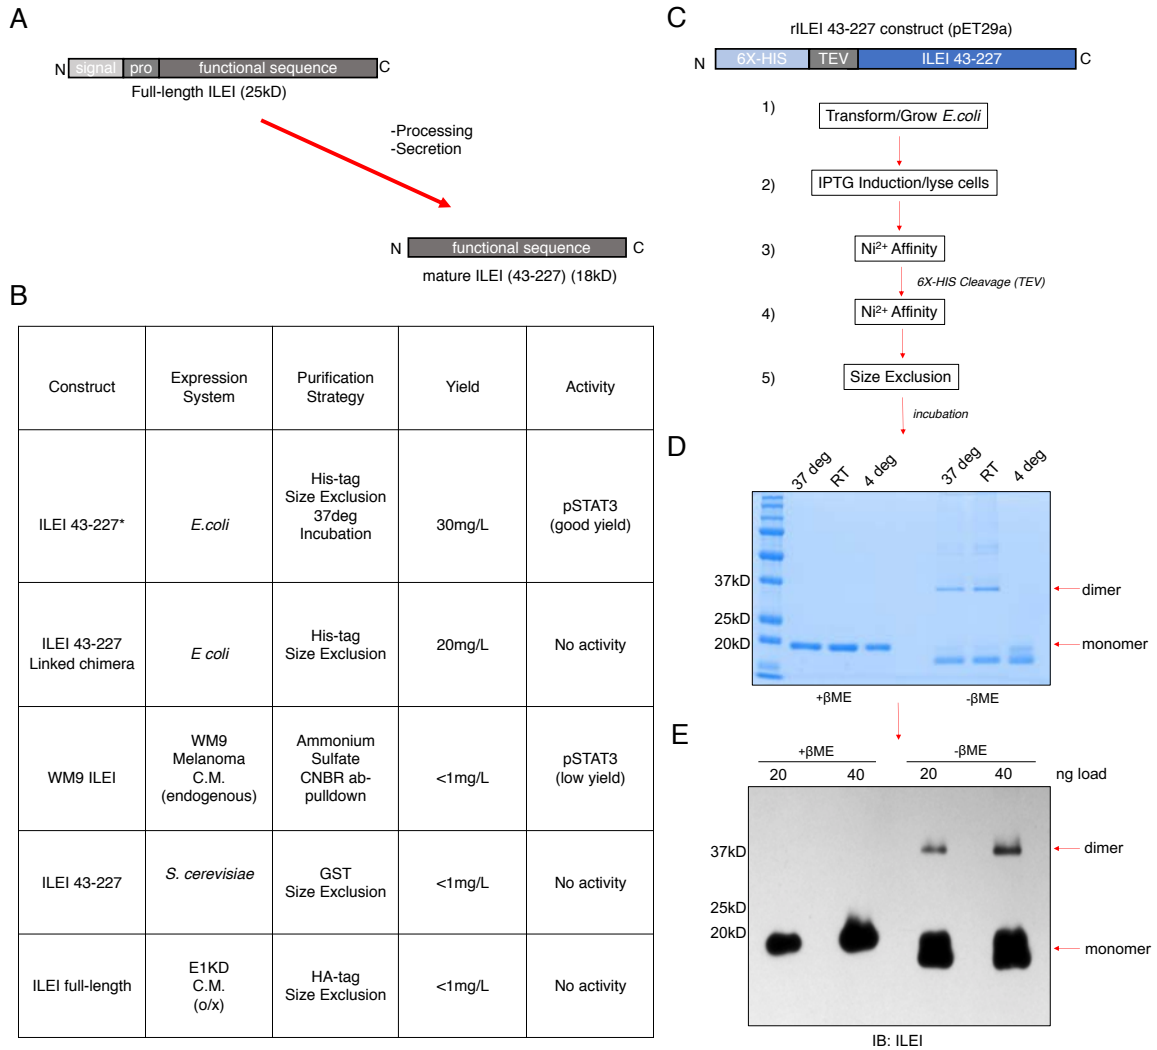 A
N
signal
pro
functional sequence
C
Full-length ILEI (25kD)
-Processing
-Secretion
N
functional sequence
C
mature ILEI (43-227) (18kD)
B
Construct
Expression
System
Purification
Strategy
Yield
Activity
ILEI 43-227*
E.coli
His-tag
Size Exclusion
37deg
Incubation
30mg/L
pSTAT3
(good yield)
ILEI 43-227
Linked chimera
E coli
His-tag
Size Exclusion
20mg/L
No activity
WM9 ILEI
WM9
Melanoma
C.M.
(endogenous)
Ammonium
Sulfate
CNBR ab-
pulldown
<1mg/L
pSTAT3
(low yield)
ILEI 43-227
S. cerevisiae
GST
Size Exclusion
<1mg/L
No activity
ILEI full-length
E1KD
C.M.
(o/x)
HA-tag
Size Exclusion
<1mg/L
No activity
C
rILEI 43-227 construct (pET29a)
N
6X-HIS
TEV
ILEI 43-227
C
1)
Transform/Grow E.coli
2)
IPTG Induction/lyse cells
3)
Ni²⁺ Affinity
6X-HIS Cleavage (TEV)
4)
Ni²⁺ Affinity
5)
Size Exclusion
incubation
D
37 deg
RT
4 deg
37 deg
RT
4 deg
37kD
25kD
20kD
dimer
monomer
+βME
-βME
E
+βME
-βME
20
40
20
40
ng load
37kD
25kD
20kD
dimer
monomer
IB: ILEI